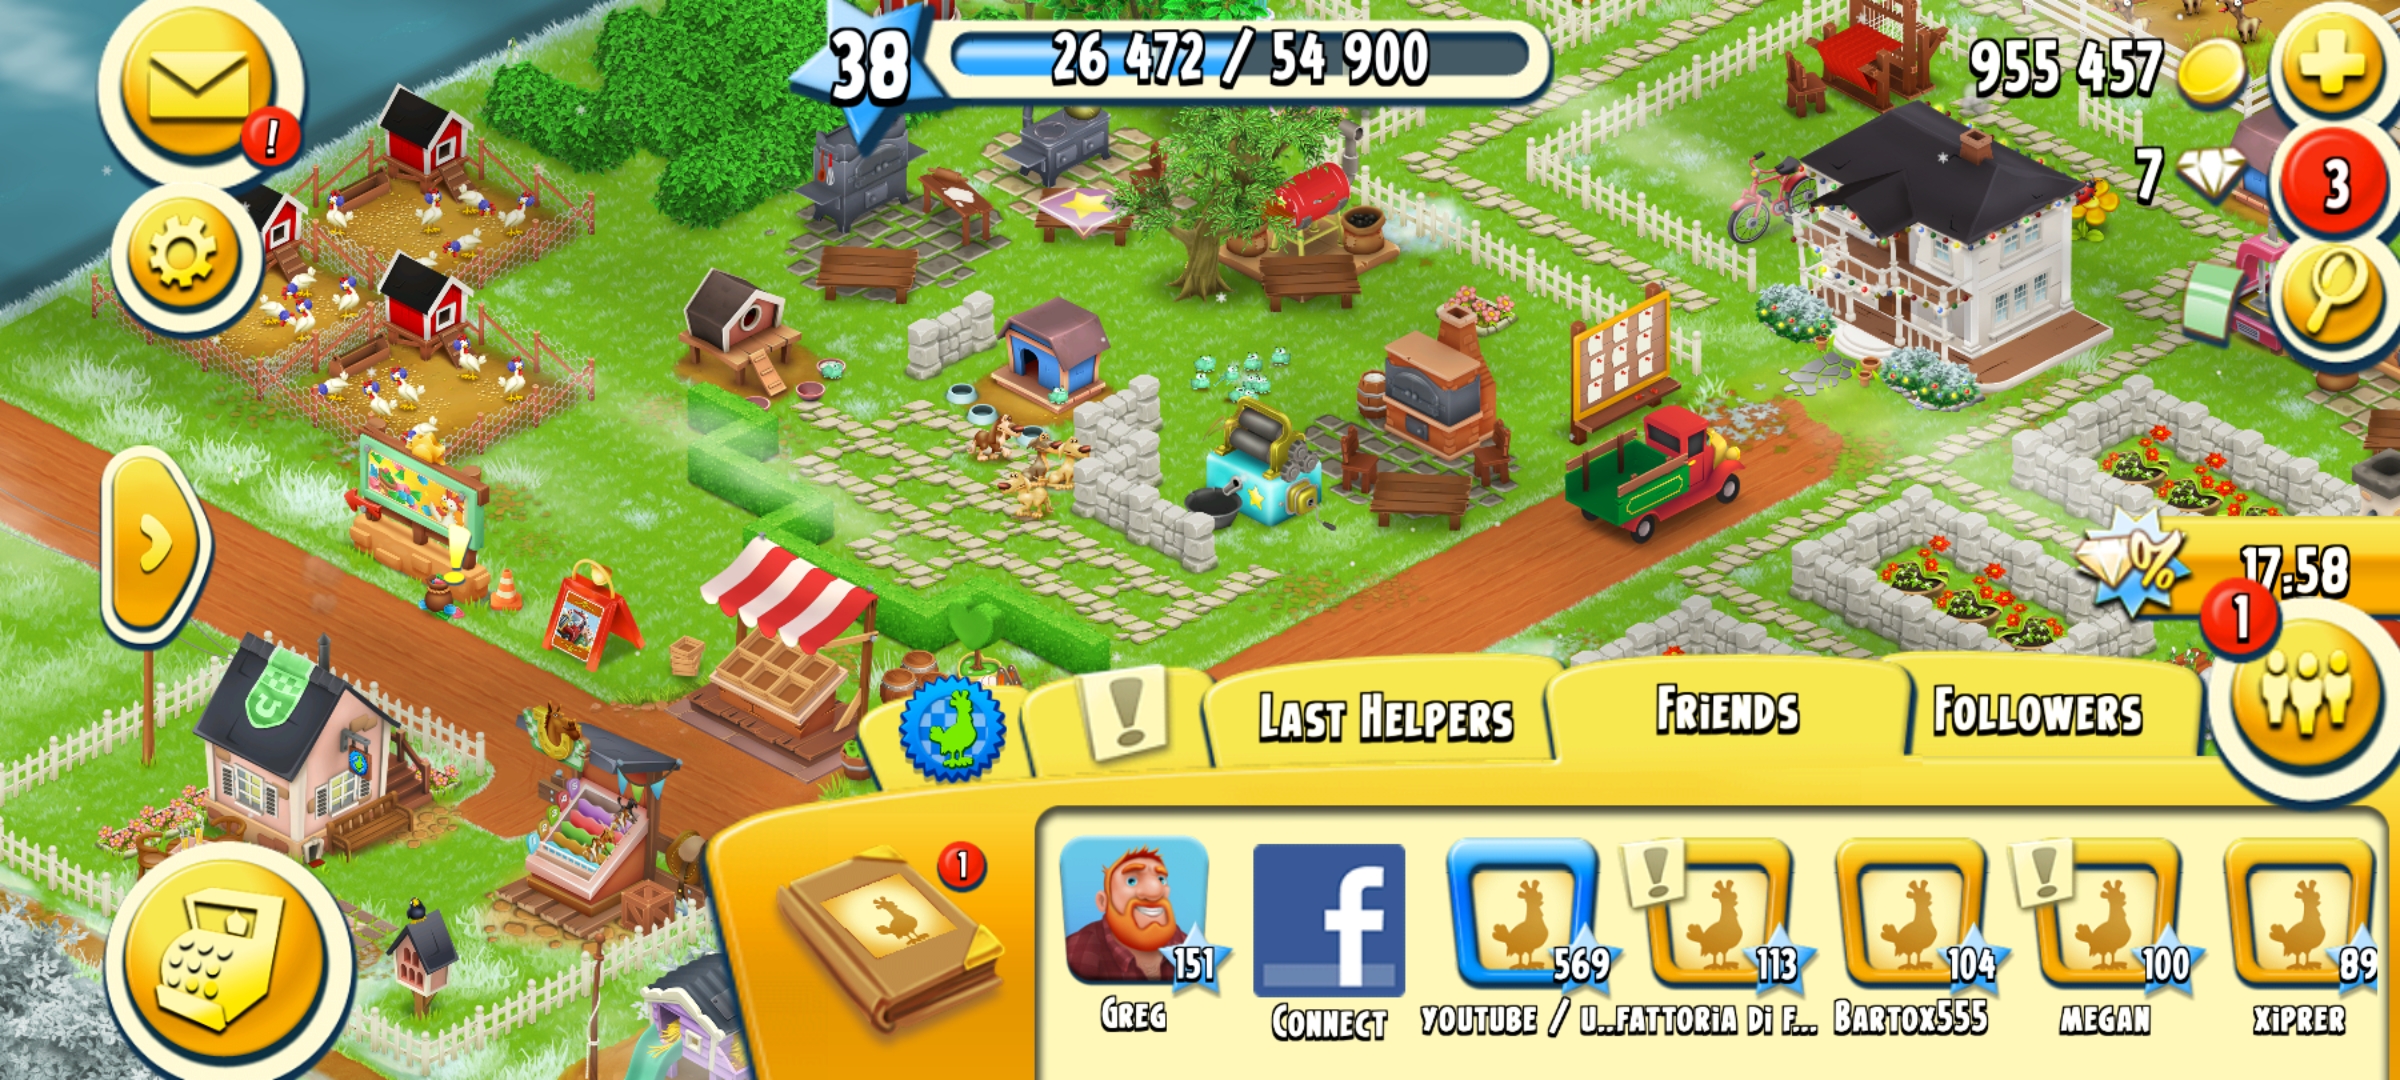 38
26 472 / 54 900
955 457
7
3
!
%
17:58
1
LAST HELPERS
FRIENDS
FOLLOWERS
1
151
569
113
104
100
89
GREG
CONNECT
YOUTUBE / U...
FATTORIA DI F...
BARTOX555
MEGAN
XIPRER